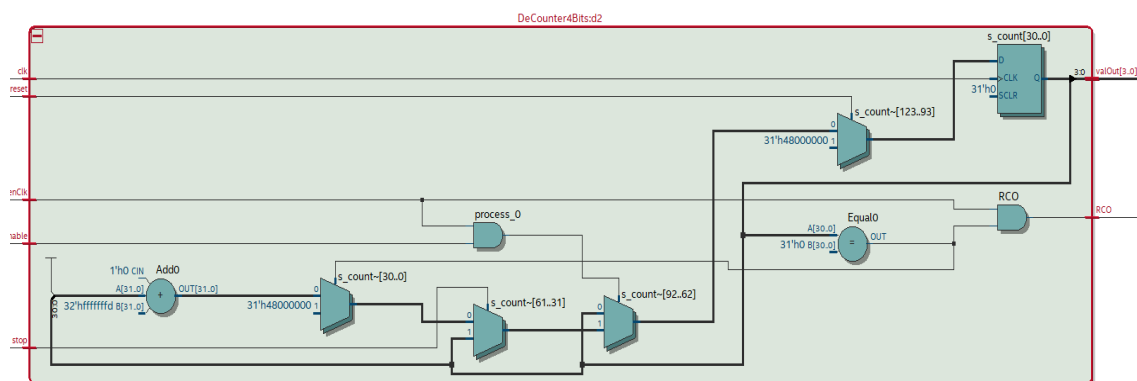 DeCounter4Bits:d2
s_count[30..0]
D
clk
>CLK
Q
3:0
valOut[3..0]
reset
31'h0
SCLR
s_count~[123..93]
0
31'h48000000
1
enClk
RCO
process_0
RCO
Equal0
A[30..0]
OUT
nable
31'h0
B[30..0]
=
1'h0
CIN
Add0
s_count~[30..0]
s_count~[92..62]
A[31..0]
OUT[31..0]
0
s_count~[61..31]
32'hfffffffd
B[31..0]
+
31'h48000000
1
0
0
1
1
30:0
stop